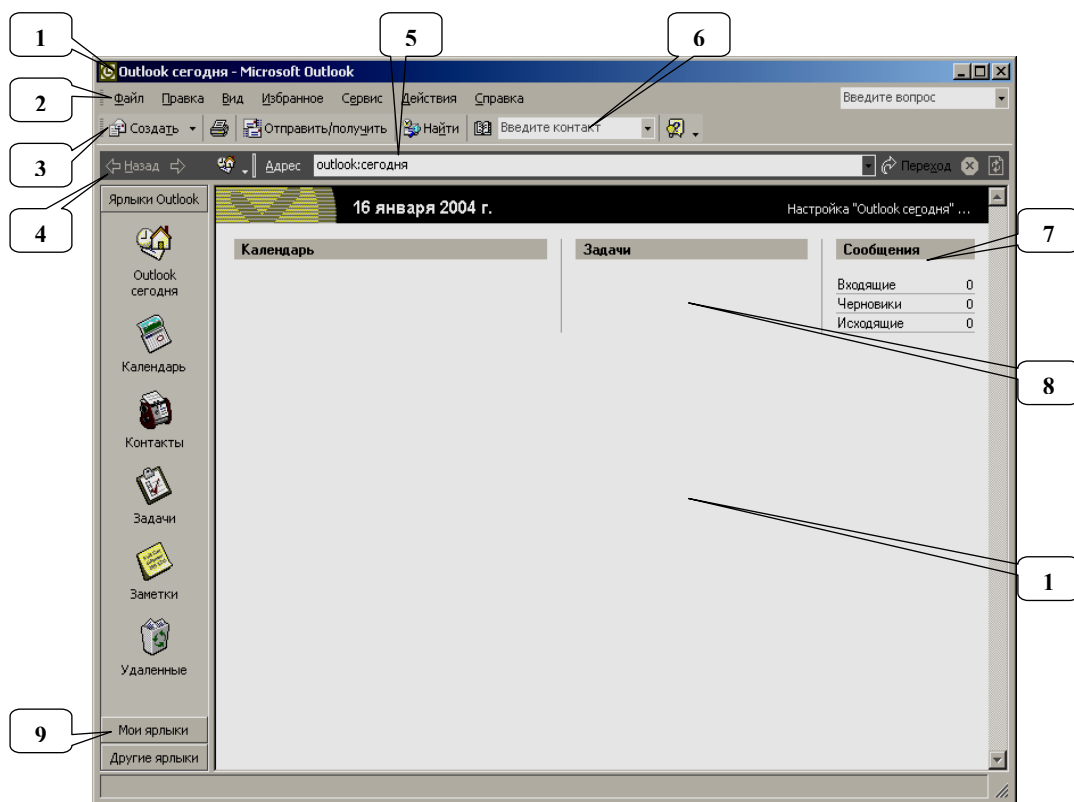 1
5
6
Outlook сегодня - Microsoft Outlook
2
Файл Правка Вид Избранное Сервис Действия Справка Введите вопрос
Создать Отправить/получить Найти Введите контакт
3
Назад Адрес outlook:сегодня Переход
4
Ярлыки Outlook
16 января 2004 г. Настройка "Outlook сегодня" ...
7
Календарь Задачи Сообщения
Входящие 0
Черновики 0
Исходящие 0
8
Outlook
сегодня
Календарь
Контакты
Задачи
1
Заметки
Удаленные
9
Мои ярлыки
Другие ярлыки